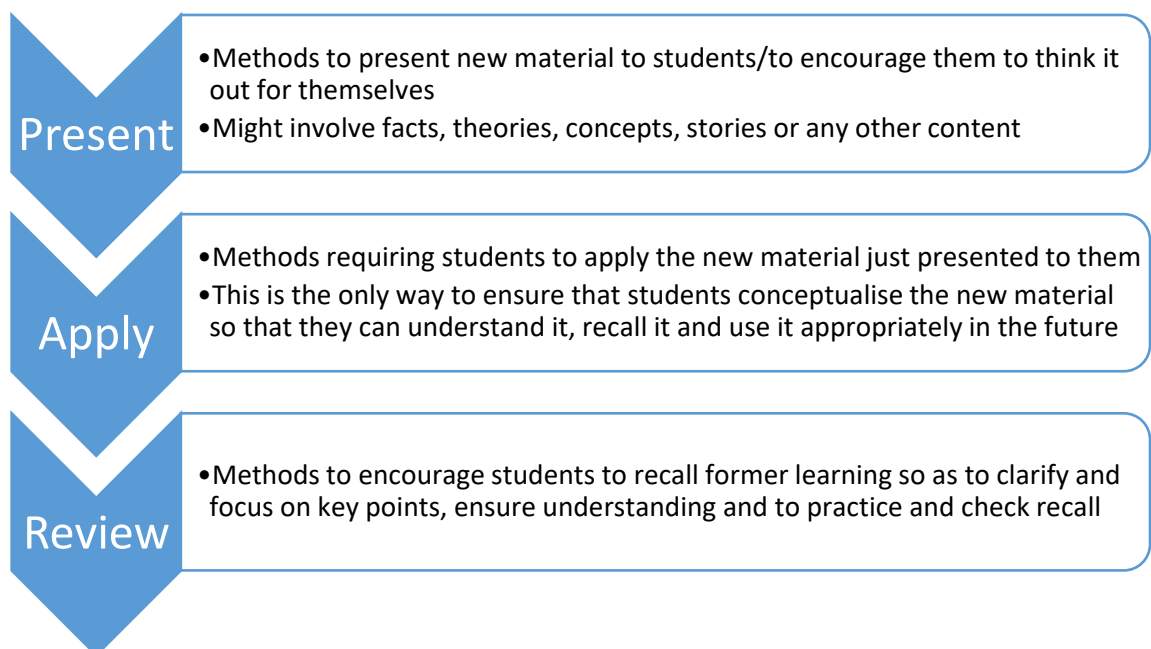 Present
•Methods to present new material to students/to encourage them to think it
out for themselves
•Might involve facts, theories, concepts, stories or any other content
Apply
•Methods requiring students to apply the new material just presented to them
•This is the only way to ensure that students conceptualise the new material
so that they can understand it, recall it and use it appropriately in the future
Review
•Methods to encourage students to recall former learning so as to clarify and
focus on key points, ensure understanding and to practice and check recall